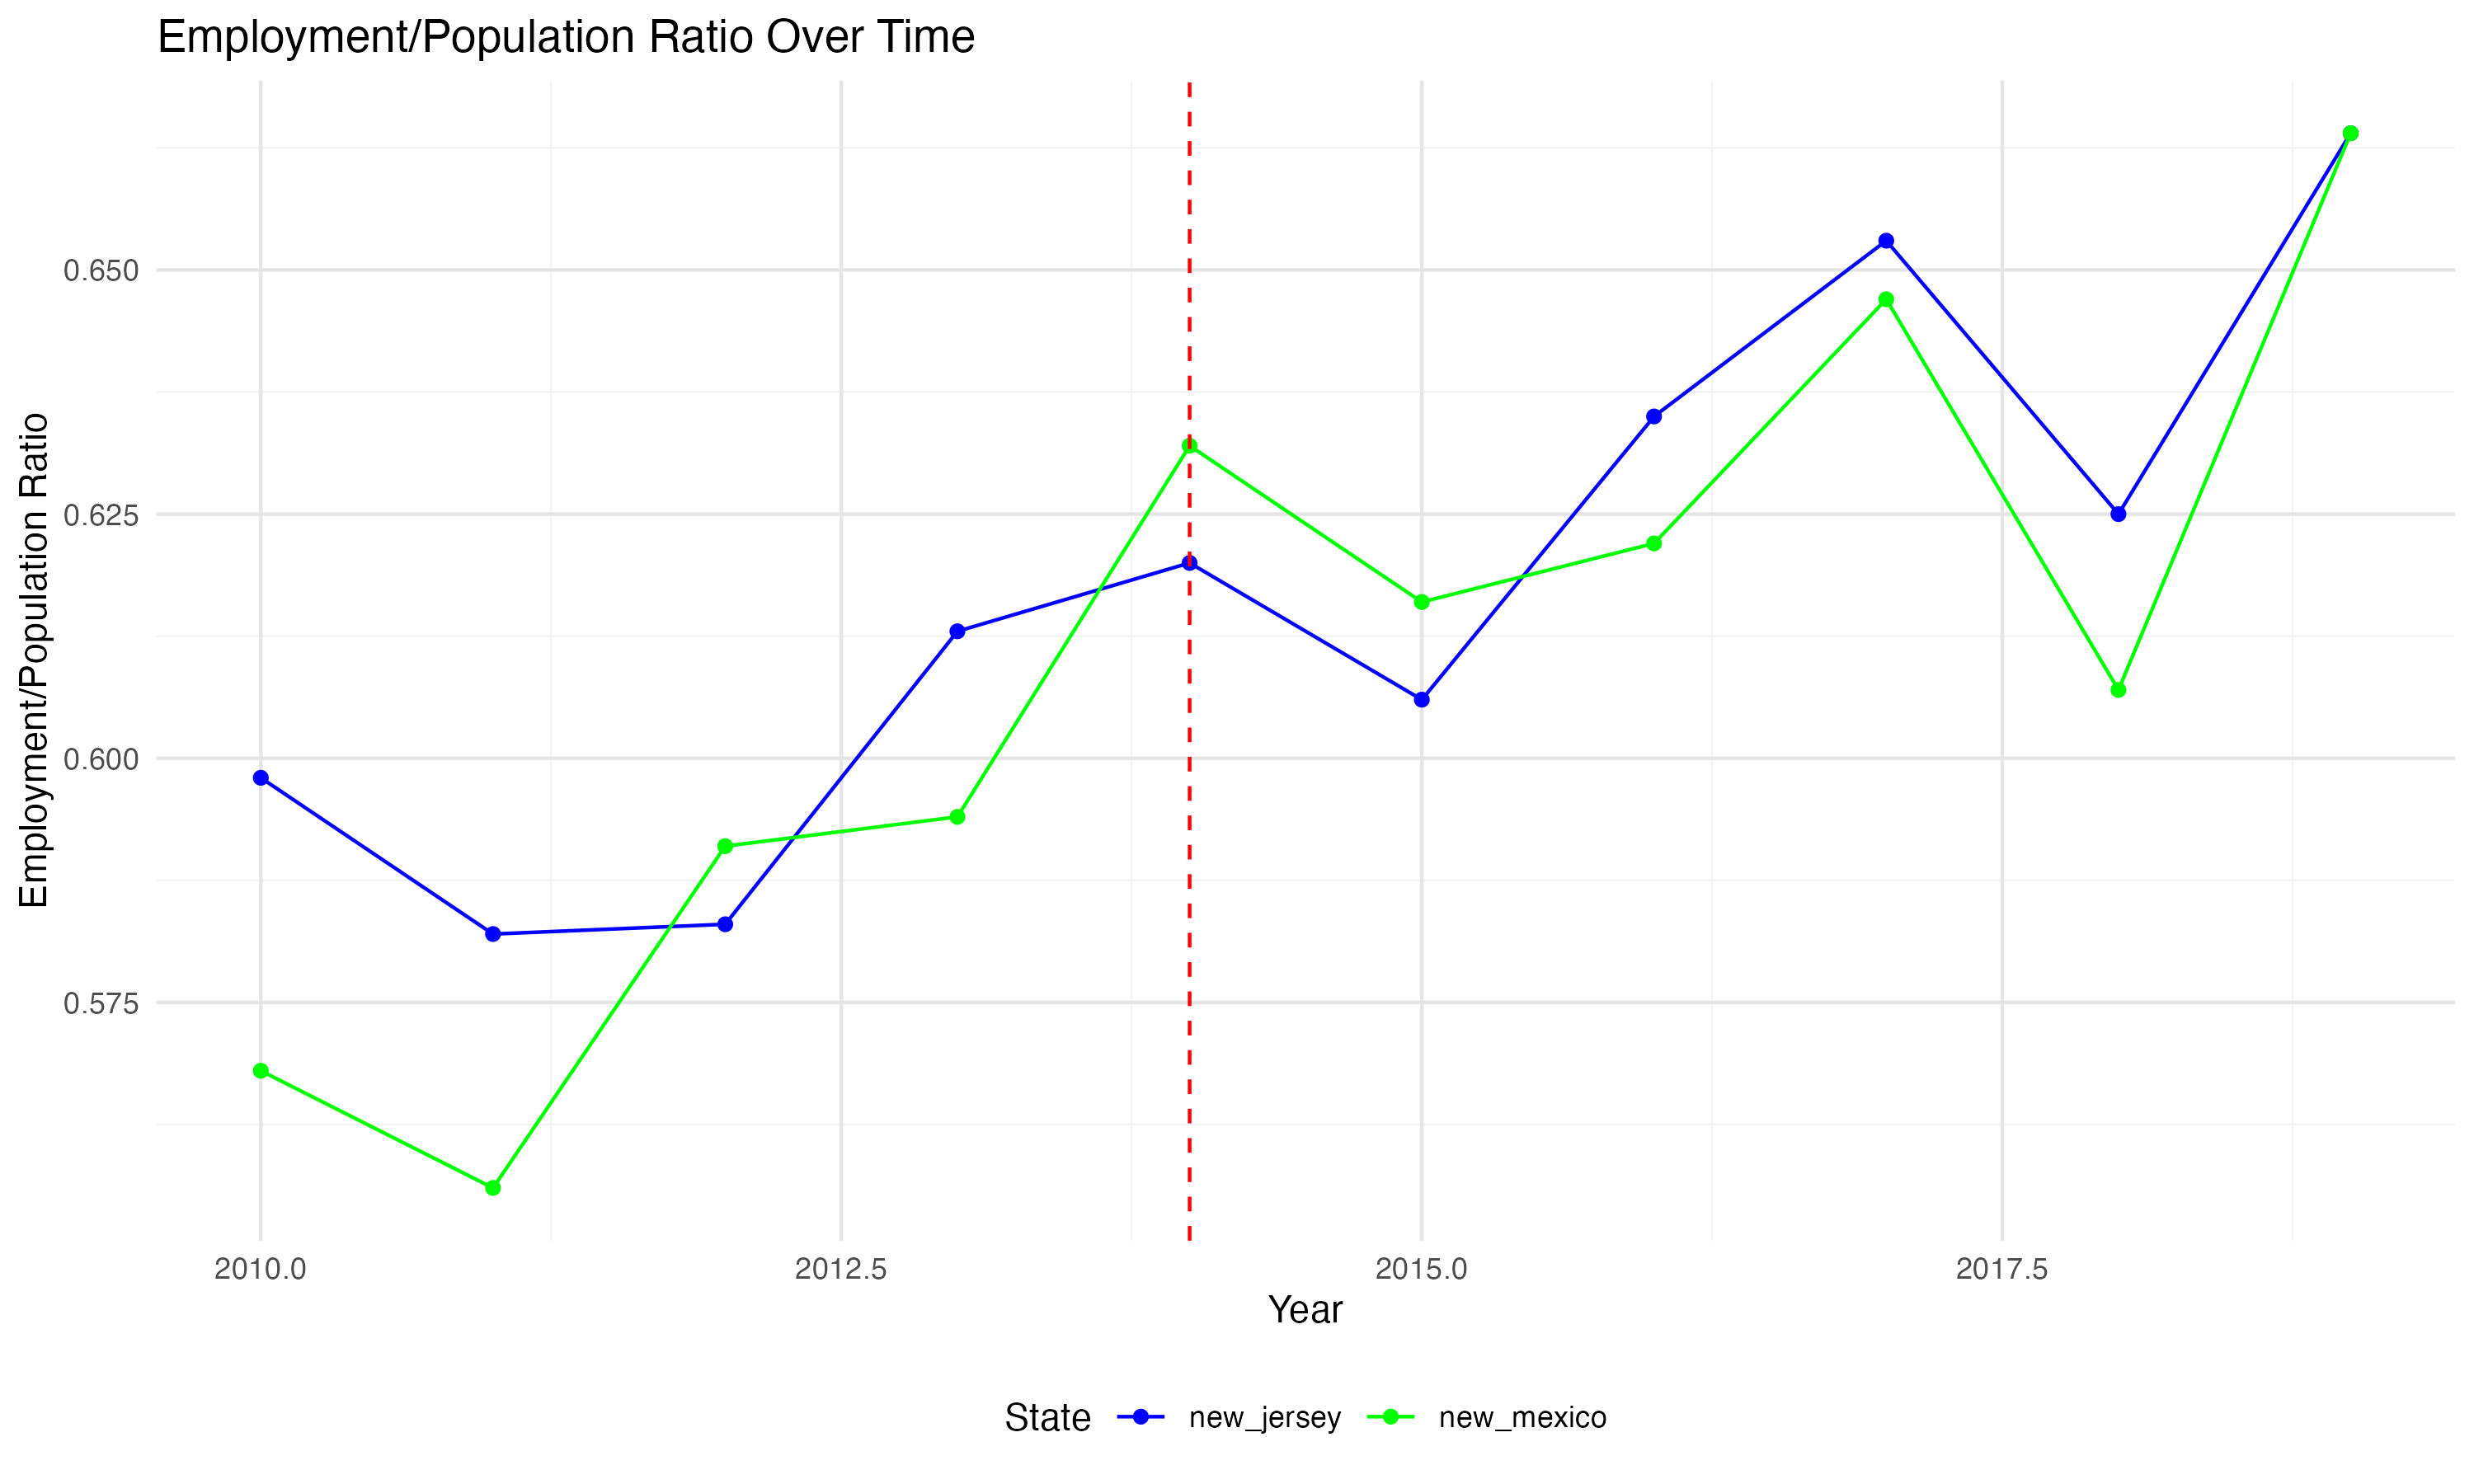 Employment/Population Ratio Over Time
Employment/Population Ratio
0.650
0.625
0.600
0.575
2010.0 2012.5 2015.0 2017.5
Year
State new_jersey new_mexico